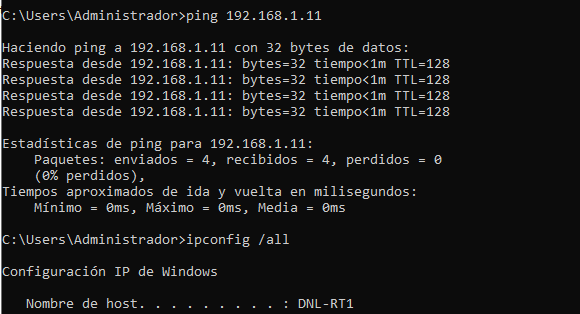 C:\Users\Administrador>ping 192.168.1.11
Haciendo ping a 192.168.1.11 con 32 bytes de datos:
Respuesta desde 192.168.1.11: bytes=32 tiempo<1m TTL=128
Respuesta desde 192.168.1.11: bytes=32 tiempo<1m TTL=128
Respuesta desde 192.168.1.11: bytes=32 tiempo<1m TTL=128
Respuesta desde 192.168.1.11: bytes=32 tiempo<1m TTL=128
Estadísticas de ping para 192.168.1.11:
    Paquetes: enviados = 4, recibidos = 4, perdidos = 0
    (0% perdidos),
Tiempos aproximados de ida y vuelta en milisegundos:
    Mínimo = 0ms, Máximo = 0ms, Media = 0ms
C:\Users\Administrador>ipconfig /all
Configuración IP de Windows
   Nombre de host. . . . . . . . . : DNL-RT1